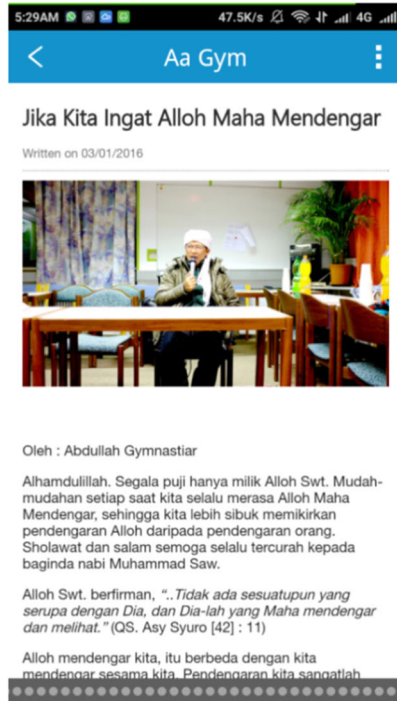 5:29AM 47.5K/s 4G
Aa Gym
Jika Kita Ingat Alloh Maha Mendengar
Written on 03/01/2016
Oleh : Abdullah Gymnastiar
Alhamdulillah. Segala puji hanya milik Alloh Swt. Mudah-
mudahan setiap saat kita selalu merasa Alloh Maha
Mendengar, sehingga kita lebih sibuk memikirkan
pendengaran Alloh daripada pendengaran orang.
Sholawat dan salam semoga selalu tercurah kepada
baginda nabi Muhammad Saw.
Alloh Swt. berfirman, “..Tidak ada sesuatupun yang
serupa dengan Dia, dan Dia-lah yang Maha mendengar
dan melihat.” (QS. Asy Syuro [42] : 11)
Alloh mendengar kita, itu berbeda dengan kita
mendengar sesama kita. Pendengaran kita sangatlah